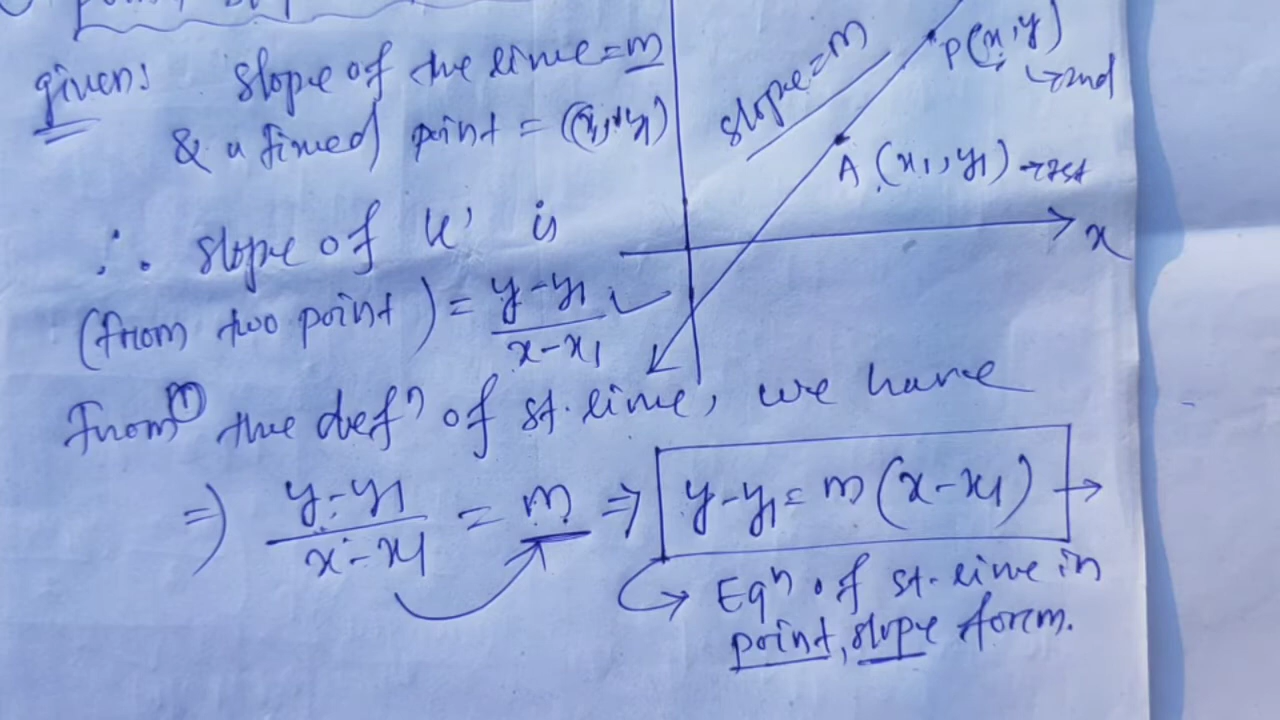 given: slope of the line = m
& a fixed point = (x₁, y₁)
slope = m
P(x, y)
→ 2nd
A (x₁, y₁) → 1st
x
∴ slope of 'l' is
(from two point) = y-y₁ / x-x₁
From the defⁿ of st. line, we have
⇒ y-y₁ / x-x₁ = m ⇒ y-y₁ = m(x-x₁) →
→ Eqⁿ of st. line in
point, slope form.